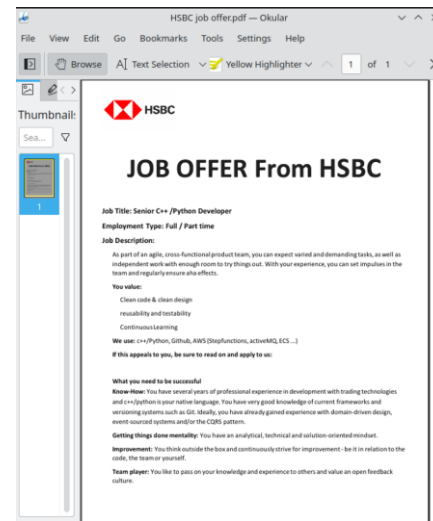 HSBC job offer.pdf — Okular
File View Edit Go Bookmarks Tools Settings Help
Browse Text Selection Yellow Highlighter 1 of 1
Thumbnail:
Sea...
1
HSBC
JOB OFFER From HSBC
Job Title: Senior C++ /Python Developer
Employment Type: Full / Part time
Job Description:
As part of an agile, cross-functional product team, you can expect varied and demanding tasks, as well as
independent work with enough room to try things out. With your experience, you can set impulses in the
team and regularly ensure aha effects.
You value:
Clean code & clean design
reusability and testability
Continuous Learning
We use: c++/Python, Github, AWS (Stepfunctions, activeMQ, ECS ...)
If this appeals to you, be sure to read on and apply to us:
What you need to be successful
Know-How: You have several years of professional experience in development with trading technologies
and c++/python is your native language. You have very good knowledge of current frameworks and
versioning systems such as Git. Ideally, you have already gained experience with domain-driven design,
event-sourced systems and/or the CQRS pattern.
Getting things done mentality: You have an analytical, technical and solution-oriented mindset.
Improvement: You think outside the box and continuously strive for improvement - be it in relation to the
code, the team or yourself.
Team player: You like to pass on your knowledge and experience to others and value an open feedback
culture.